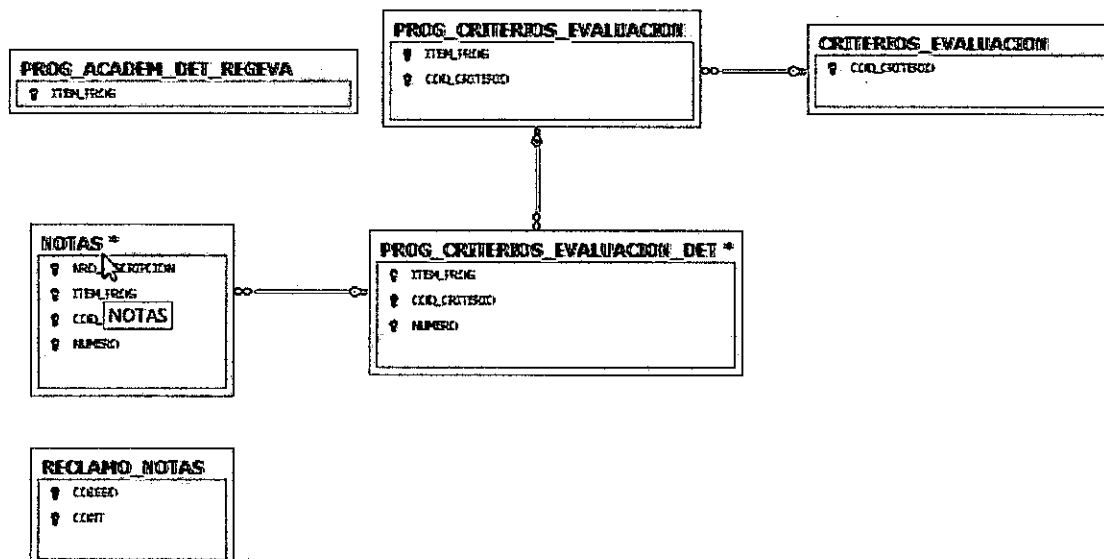 PROG_ACADEM_DET_REGEVA
ITEM_PROG
PROG_CRITERIOS_EVALUACION
ITEM_PROG
COD_CRITERIO
CRITERIOS_EVALUACION
COD_CRITERIO
NOTAS *
ITEM_PROG
NOTAS
NUMERO
PROG_CRITERIOS_EVALUACION_DET *
ITEM_PROG
COD_CRITERIO
NUMERO
RECLAMO_NOTAS